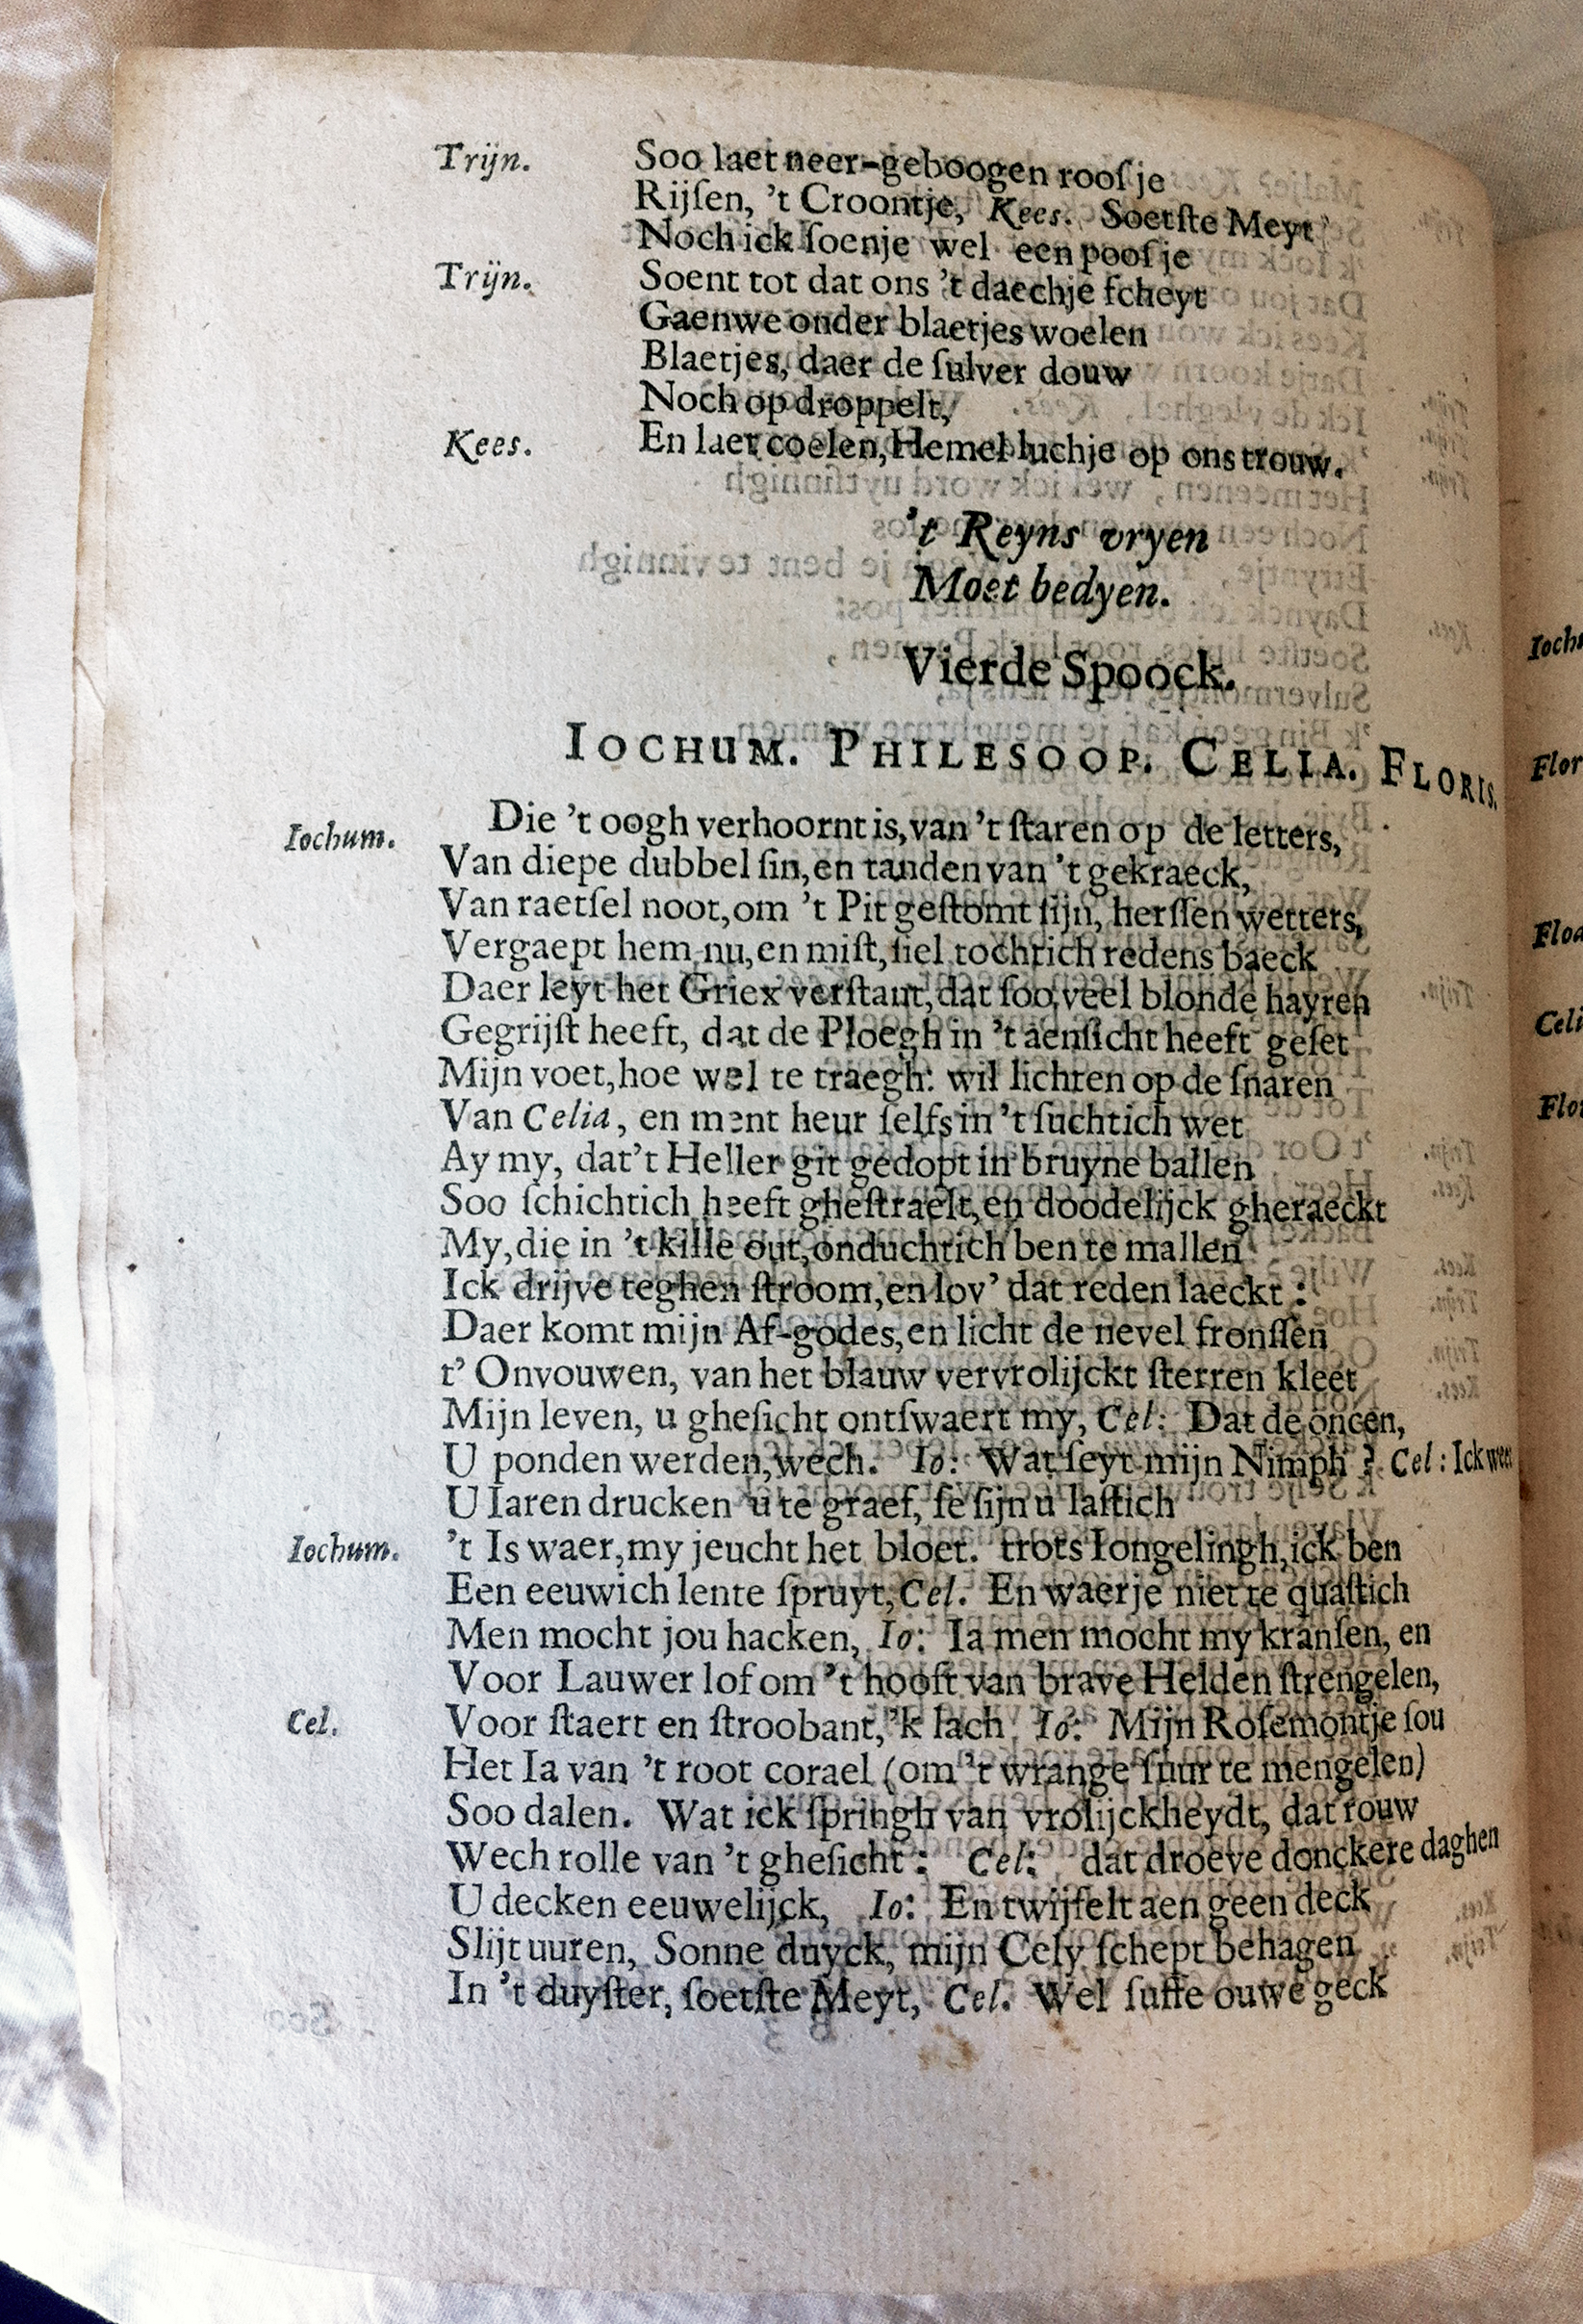 Trijn. Soo laet neer-geboogen roosje
Rijſen, 't Croontje, Kees. Soetſte Meyt
Noch ick ſoenje wel een poosje
Trijn. Soent tot dat ons 't daechje ſcheyt
Gaenwe onder blaetjes woelen
Blaetjes, daer de ſulver douw
Noch op droppelt,
Kees. En laet coelen, Hemel luchje op ons trouw.
't Reyns vryen
Moet bedyen.
Vierde Spoock.
IOCHUM. PHILESOOP. CELIA. FLORIS.
Iochum. Die 't oogh verhoornt is, van 't ſtaren op de letters,
Van diepe dubbel ſin, en tanden van 't gekraeck,
Van raetſel noot, om 't Pit geſtomt ſijn, herſſen wetters,
Vergaept hem nu, en miſt, ſiel tochtich redens baeck
Daer leyt het Griex verſtant, dat ſoo veel blonde hayren
Gegrijſt heeft, dat de Ploegh in 't aenſicht heeft geſet
Mijn voet, hoe wel te traegh: wil lichten op de ſnaren
Van Celia, en ment heur ſelfs in 't ſuchtich wet
Ay my, dat't Heller git gedopt in bruyne ballen
Soo ſchichtich heeft gheſtraelt, en doodelijck gheraeckt
My, die in 't kille out, onduchtich ben te mallen
Ick drijve teghen ſtroom, en lov' dat reden laeckt:
Daer komt mijn Af-godes, en licht de nevel fronſſen
t' Onvouwen, van het blauw vervrolijckt ſterren kleet
Mijn leven, u gheſicht ontſwaert my, Cel: Dat de oncen,
U ponden werden, wech. Io: Wat ſeyt mijn Nimph? Cel: Ick weet
U Iaren drucken u te graef, ſe ſijn u laſtich
Iochum. 't Is waer, my jeucht het bloet. trots Iongelingh, ick ben
Een eeuwich lente ſpruyt, Cel. En waerje niet te quaſtich
Men mocht jou hacken, Io: Ia men mocht my kranſen, en
Voor Lauwer lof om 't hooft van brave Helden ſtrengelen,
Cel. Voor ſtaert en ſtroobant, 'k lach. Io: Mijn Roſemontje ſou
Het Ia van 't root corael (om 't wrange ſuur te mengelen)
Soo dalen. Wat ick ſpringh van vrolijckheydt, dat rouw
Wech rolle van 't gheſicht: Cel: dat droeve donckere daghen
U decken eeuwelijck, Io: En twijfelt aen geen deck
Slijt uuren, Sonne duyck, mijn Cely ſchept behagen
In 't duyſter, ſoetſte Meyt, Cel. Wel ſuffe ouwe geck
Flor
Celi